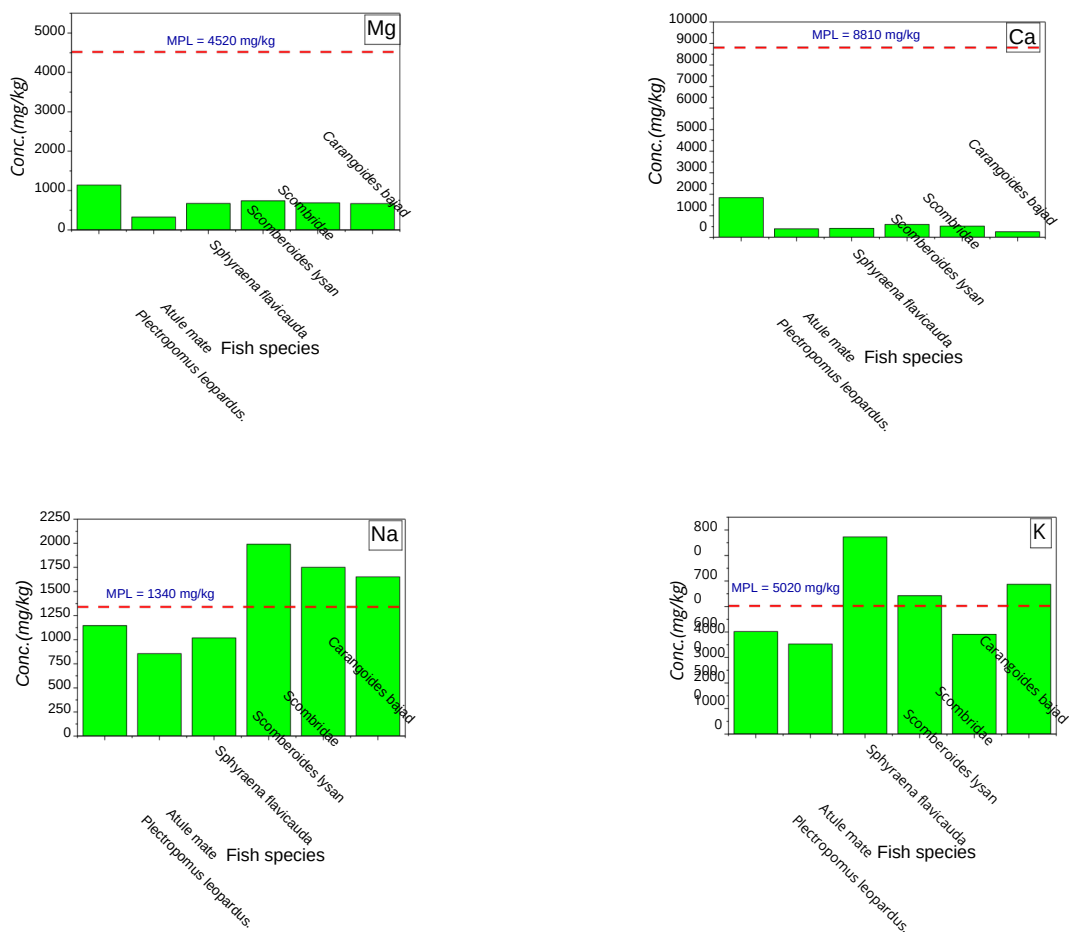 Mg
MPL = 4520 mg/kg
5000
4000
3000
2000
1000
0
Conc.(mg/kg)
Carangoides bajad
Scombridae
Scomberoides lysan
Sphyraena flavicauda
Atule mate
Plectropomus leopardus.
Fish species
Ca
MPL = 8810 mg/kg
10000
9000
8000
7000
6000
5000
4000
3000
2000
1000
0
Conc.(mg/kg)
Carangoides bajad
Scombridae
Scomberoides lysan
Sphyraena flavicauda
Atule mate
Plectropomus leopardus.
Fish species
Na
MPL = 1340 mg/kg
2250
2000
1750
1500
1250
1000
750
500
250
0
Conc.(mg/kg)
Carangoides bajad
Scombridae
Scomberoides lysan
Sphyraena flavicauda
Atule mate
Plectropomus leopardus.
Fish species
K
MPL = 5020 mg/kg
800
0
700
0
600
0
4000
3000
500
2000
0
1000
0
Conc.(mg/kg)
Carangoides bajad
Scombridae
Scomberoides lysan
Sphyraena flavicauda
Atule mate
Plectropomus leopardus.
Fish species